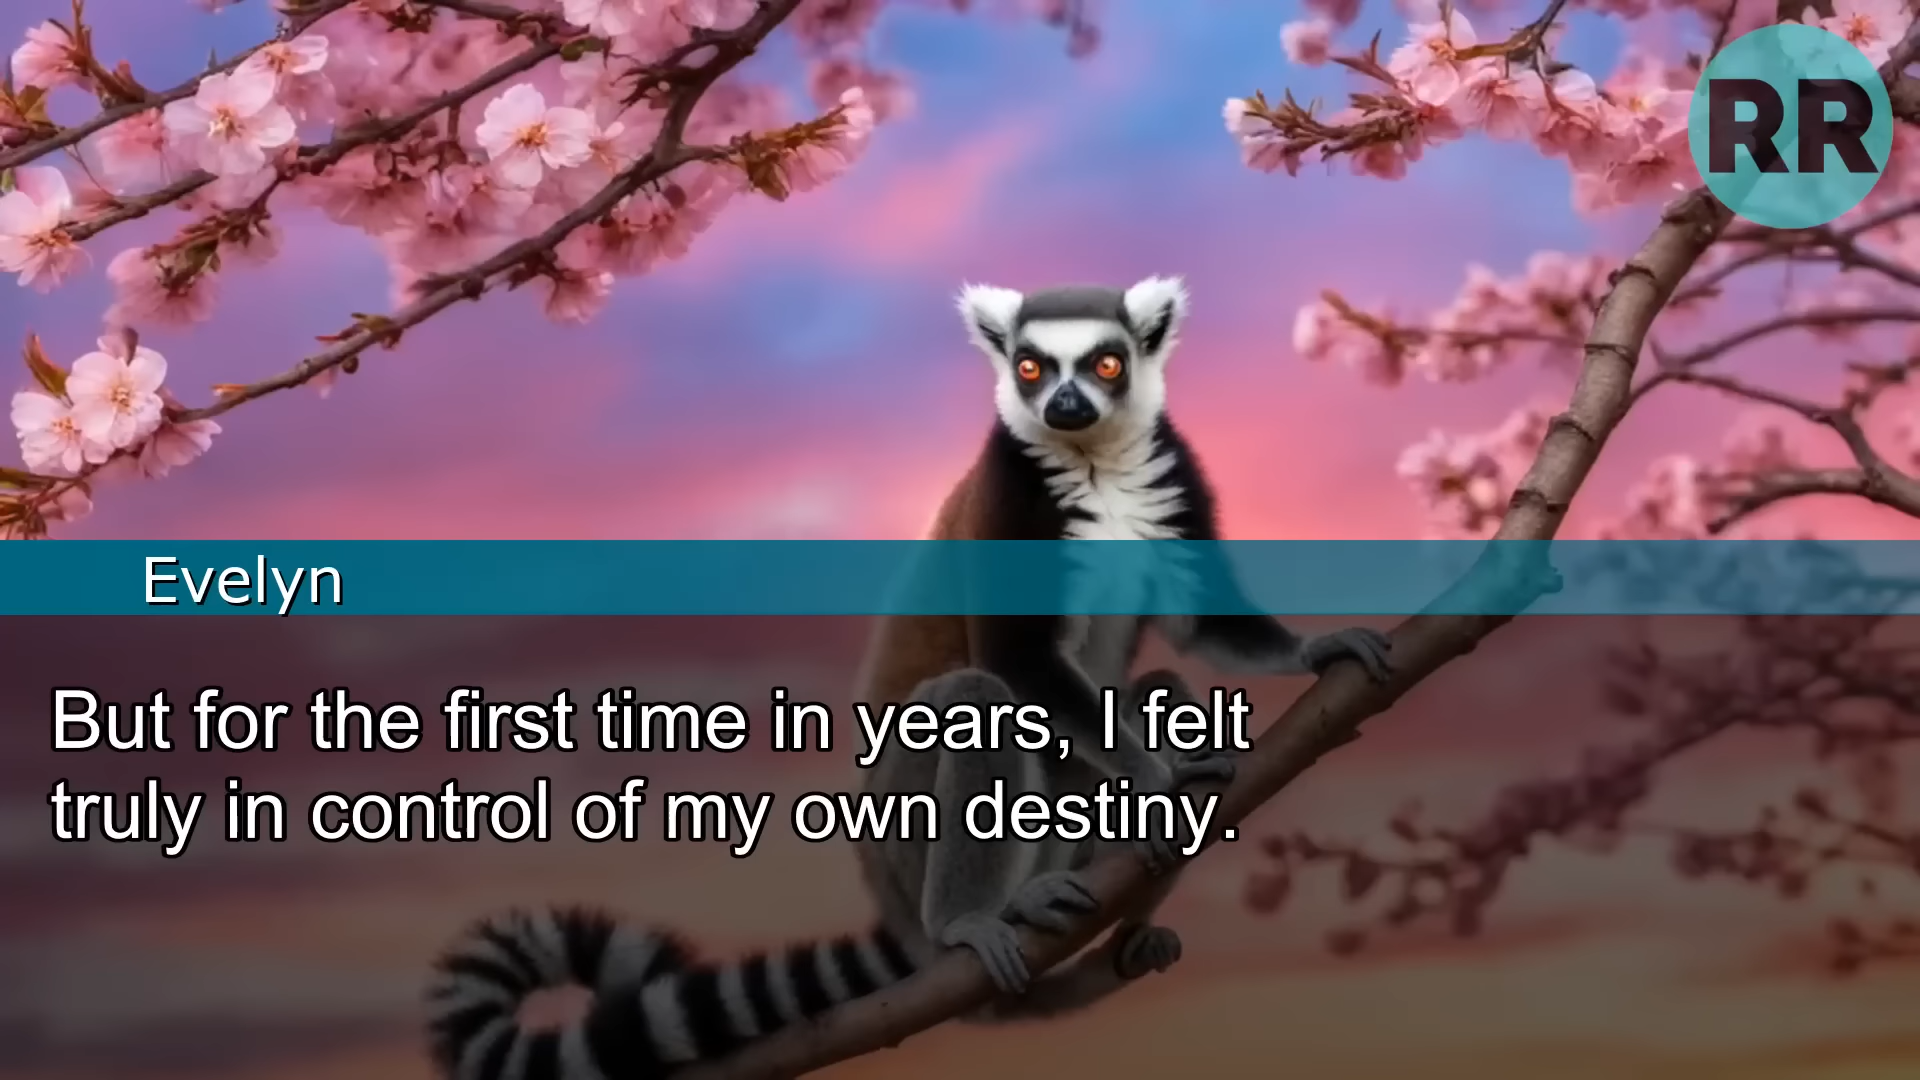 RR
Evelyn
But for the first time in years, I felt
truly in control of my own destiny.